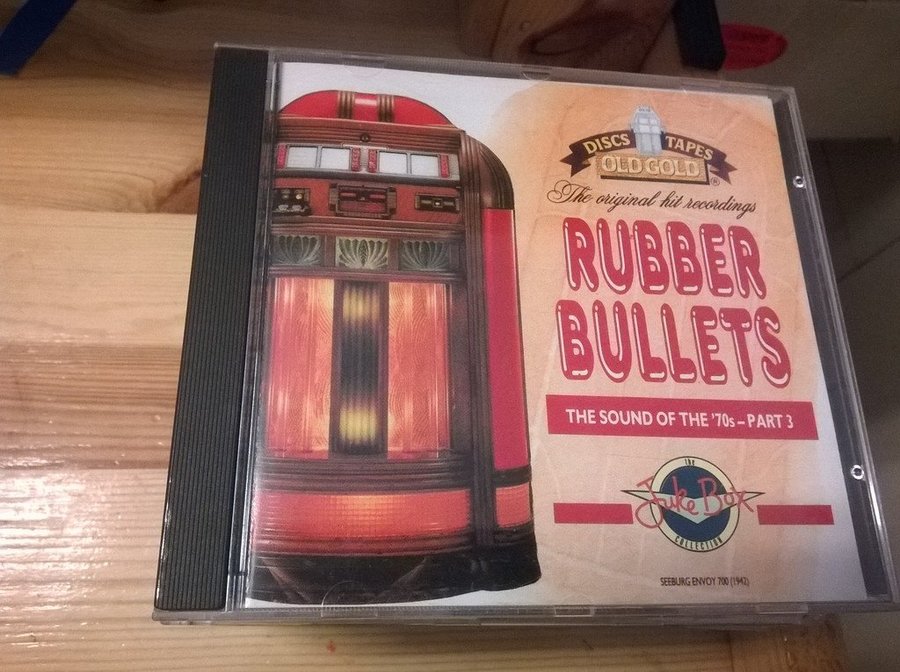 DISCS TAPES
OLD GOLD
®
The original hit recordings
RUBBER
BULLETS
THE SOUND OF THE '70s – PART 3
the
Juke Box
COLLECTION
SEEBURG ENVOY 700 (1942)